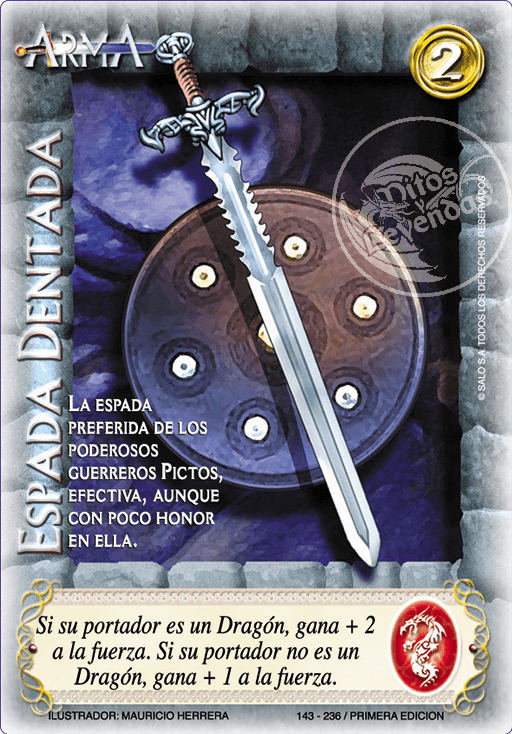 ARMA
2
Mitos
y
Leyendas
ESPADA DENTADA
LA ESPADA
PREFERIDA DE LOS
PODEROSOS
GUERREROS PICTOS,
EFECTIVA, AUNQUE
CON POCO HONOR
EN ELLA.
© SALO S.A TODOS LOS DERECHOS RESERVADOS
Si su portador es un Dragón, gana + 2
a la fuerza. Si su portador no es un
Dragón, gana + 1 a la fuerza.
ILUSTRADOR: MAURICIO HERRERA
143 - 236 / PRIMERA EDICION